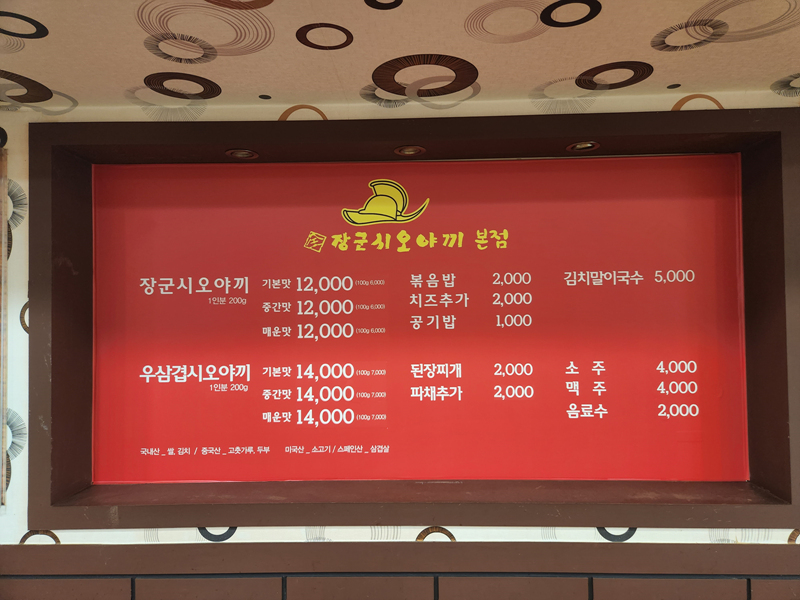 장군시오야끼 본점
장군시오야끼
1인분 200g
기본맛 12,000 (100g 6,000)
중간맛 12,000 (100g 6,000)
매운맛 12,000 (100g 6,000)
볶음밥 2,000
치즈추가 2,000
공기밥 1,000
김치말이국수 5,000
우삼겹시오야끼
1인분 200g
기본맛 14,000 (100g 7,000)
중간맛 14,000 (100g 7,000)
매운맛 14,000 (100g 7,000)
된장찌개 2,000
파채추가 2,000
소 주 4,000
맥 주 4,000
음료수 2,000
국내산 _ 쌀, 김치 / 중국산 _ 고춧가루, 두부 미국산 _ 소고기 / 스페인산 _ 삼겹살